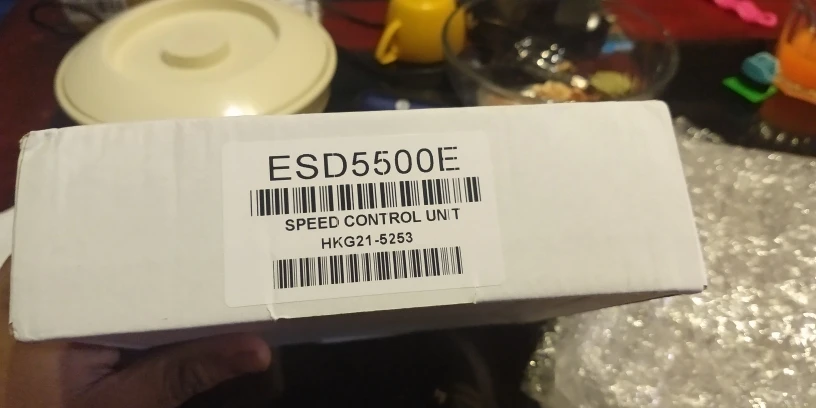 ESD5500E
SPEED CONTROL UNIT
HKG21-5253